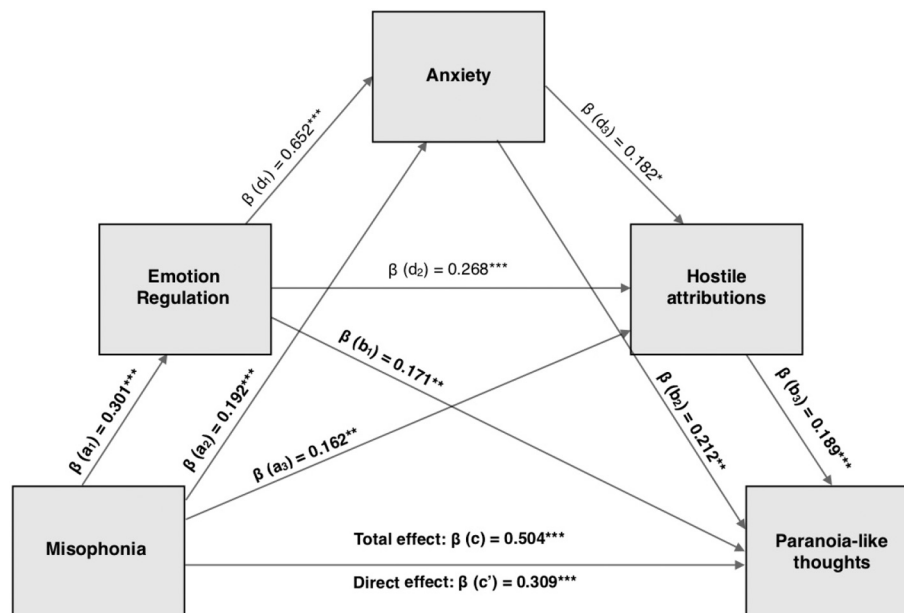 Anxiety
β (d₁) = 0.652***
β (d₃) = 0.182*
Emotion
Regulation
β (d₂) = 0.268***
Hostile
attributions
β (a₁) = 0.301***
β (a₂) = 0.192***
β (a₃) = 0.162**
β (b₁) = 0.171**
β (b₂) = 0.212**
β (b₃) = 0.189***
Misophonia
Total effect: β (c) = 0.504***
Direct effect: β (c’) = 0.309***
Paranoia-like
thoughts